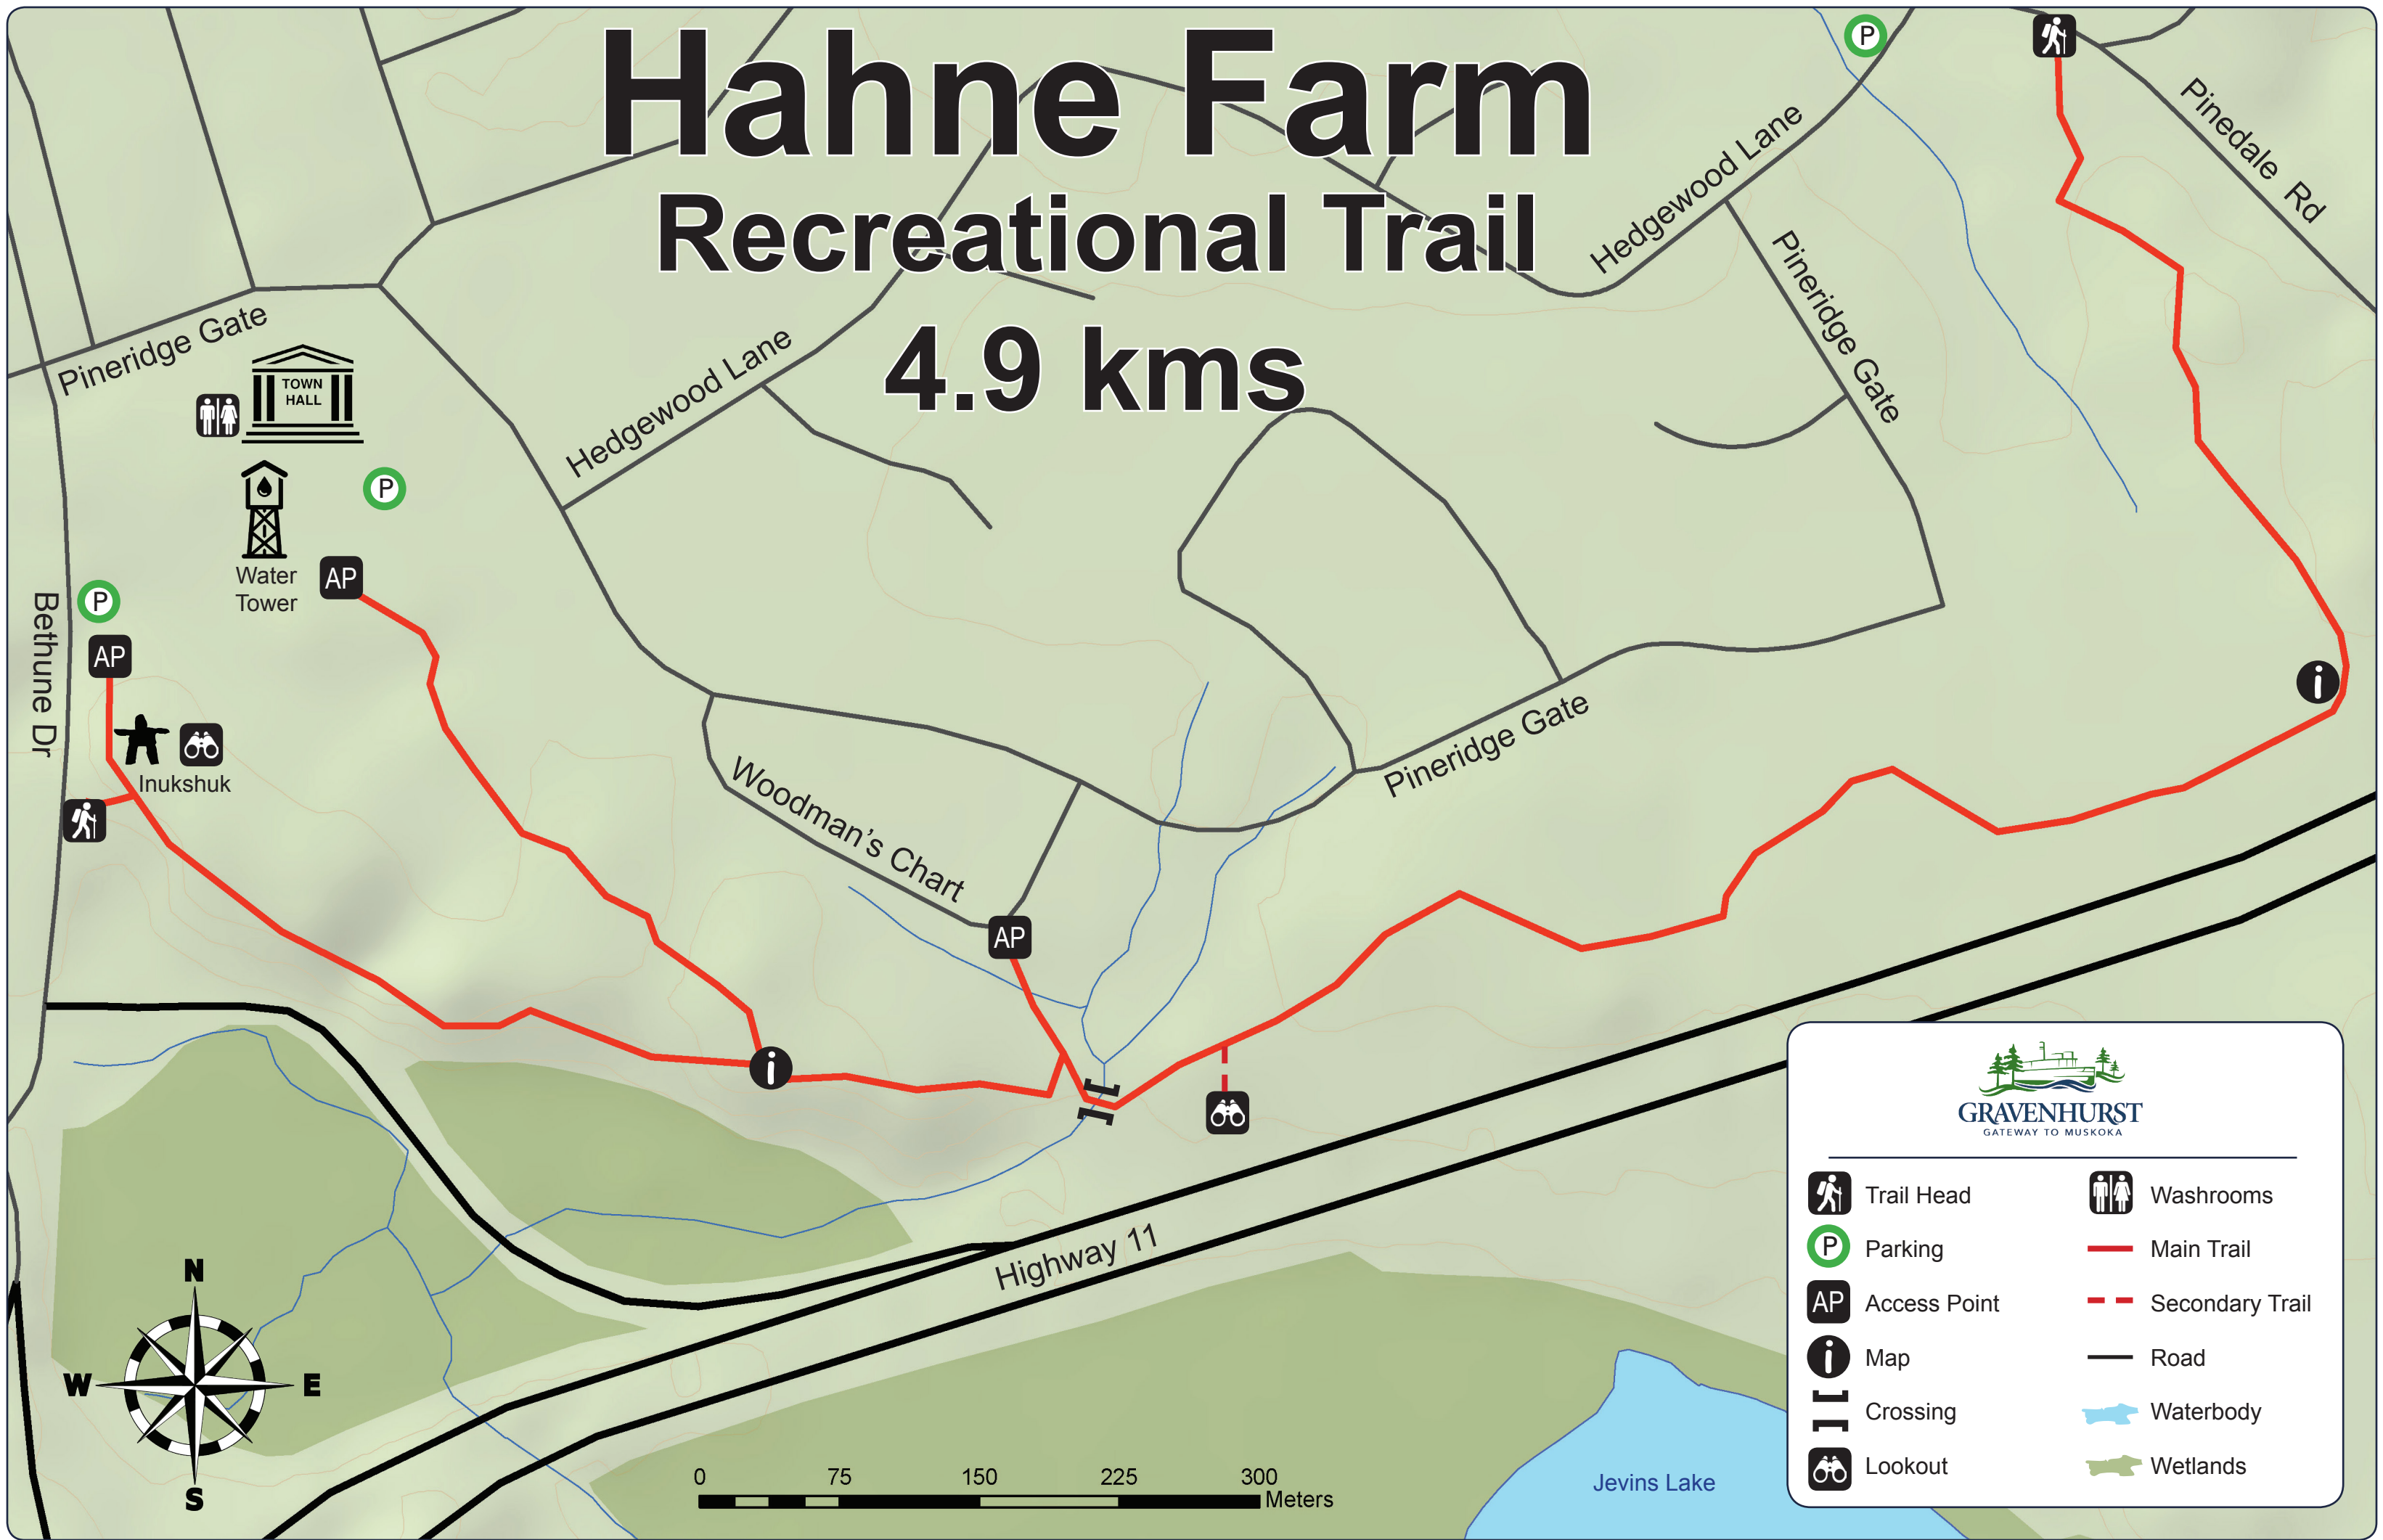 Hahne Farm
Recreational Trail
4.9 kms
P
Pinedale Rd
Hedgewood Lane
Pineridge Gate
Pineridge Gate
TOWN
HALL
Hedgewood Lane
P
Water
Tower
AP
P
Bethune Dr
AP
Inukshuk
i
Pineridge Gate
Woodman's Chart
AP
i
Highway 11
N
W
E
S
0 75 150 225 300
Meters
Jevins Lake
GRAVENHURST
GATEWAY TO MUSKOKA
Trail Head
Washrooms
P Parking
Main Trail
AP Access Point
Secondary Trail
i Map
Road
Crossing
Waterbody
Lookout
Wetlands